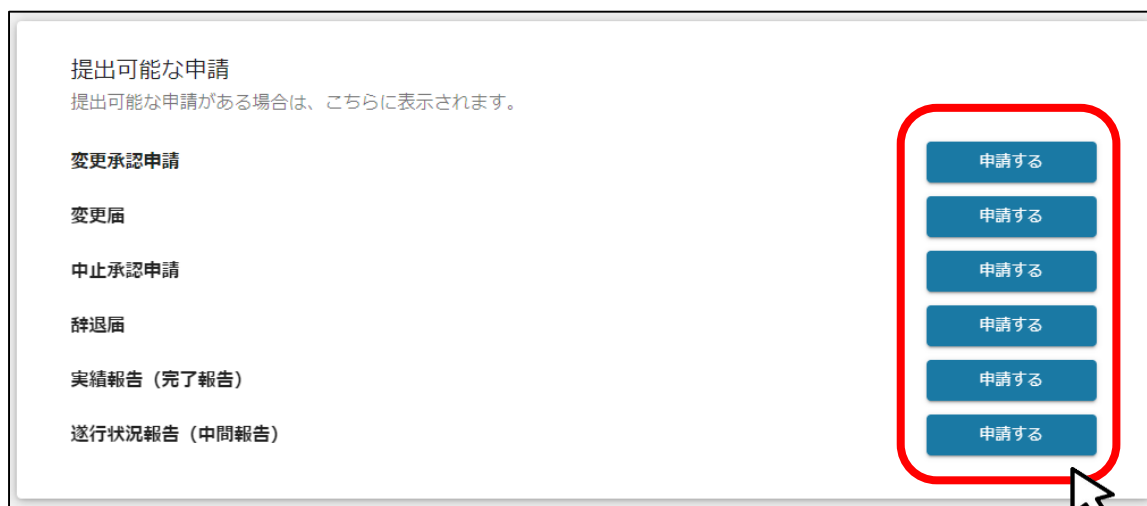 提出可能な申請
提出可能な申請がある場合は、こちらに表示されます。
変更承認申請 申請する
変更届 申請する
中止承認申請 申請する
辞退届 申請する
実績報告（完了報告） 申請する
遂行状況報告（中間報告） 申請する